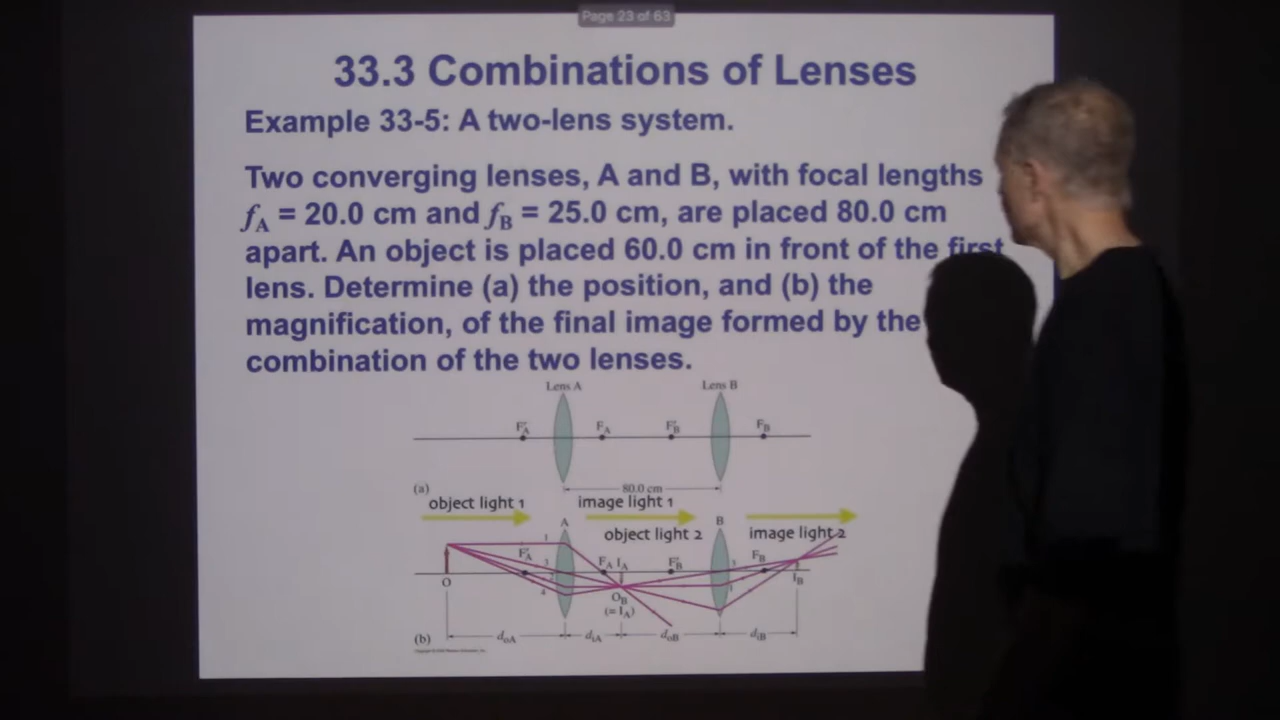 Page 23 of 63
33.3 Combinations of Lenses
Example 33-5: A two-lens system.
Two converging lenses, A and B, with focal lengths
fA = 20.0 cm and fB = 25.0 cm, are placed 80.0 cm
apart. An object is placed 60.0 cm in front of the first
lens. Determine (a) the position, and (b) the
magnification, of the final image formed by the
combination of the two lenses.
Lens A Lens B
F'A FA F'B FB
80.0 cm
(a)
object light 1 image light 1
A B
object light 2 image light 2
1
F'A 3 FA IA F'B FB
2
4
O OB IB
(= IA)
(b) doA diA doB diB